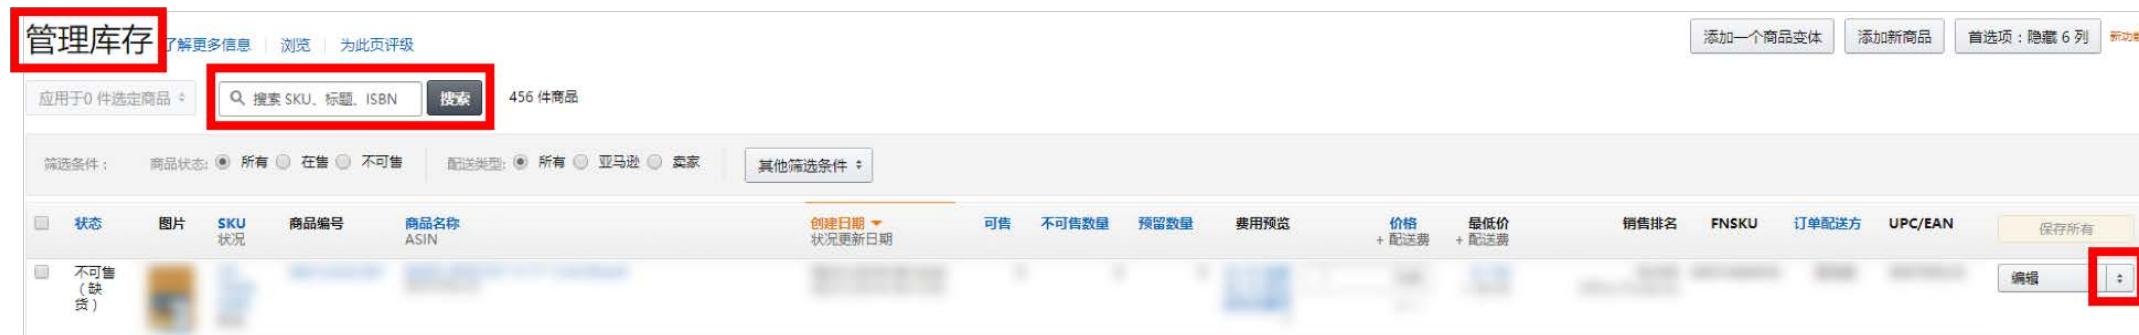 管理库存 了解更多信息 浏览 为此页评级 添加一个商品变体 添加新商品 首选项：隐藏 6 列
应用于0 件选定商品 搜索 SKU、标题、ISBN 搜索 456 件商品
筛选条件： 商品状态: 所有 在售 不可售 配送类型: 所有 亚马逊 卖家 其他筛选条件
状态 图片 SKU 商品编号 商品名称 创建日期 可售 不可售数量 预留数量 费用预览 价格 最低价 销售排名 FNSKU 订单配送方 UPC/EAN 保存所有
状况 ASIN 状况更新日期 + 配送费 + 配送费
不可售 编辑
（缺
货）